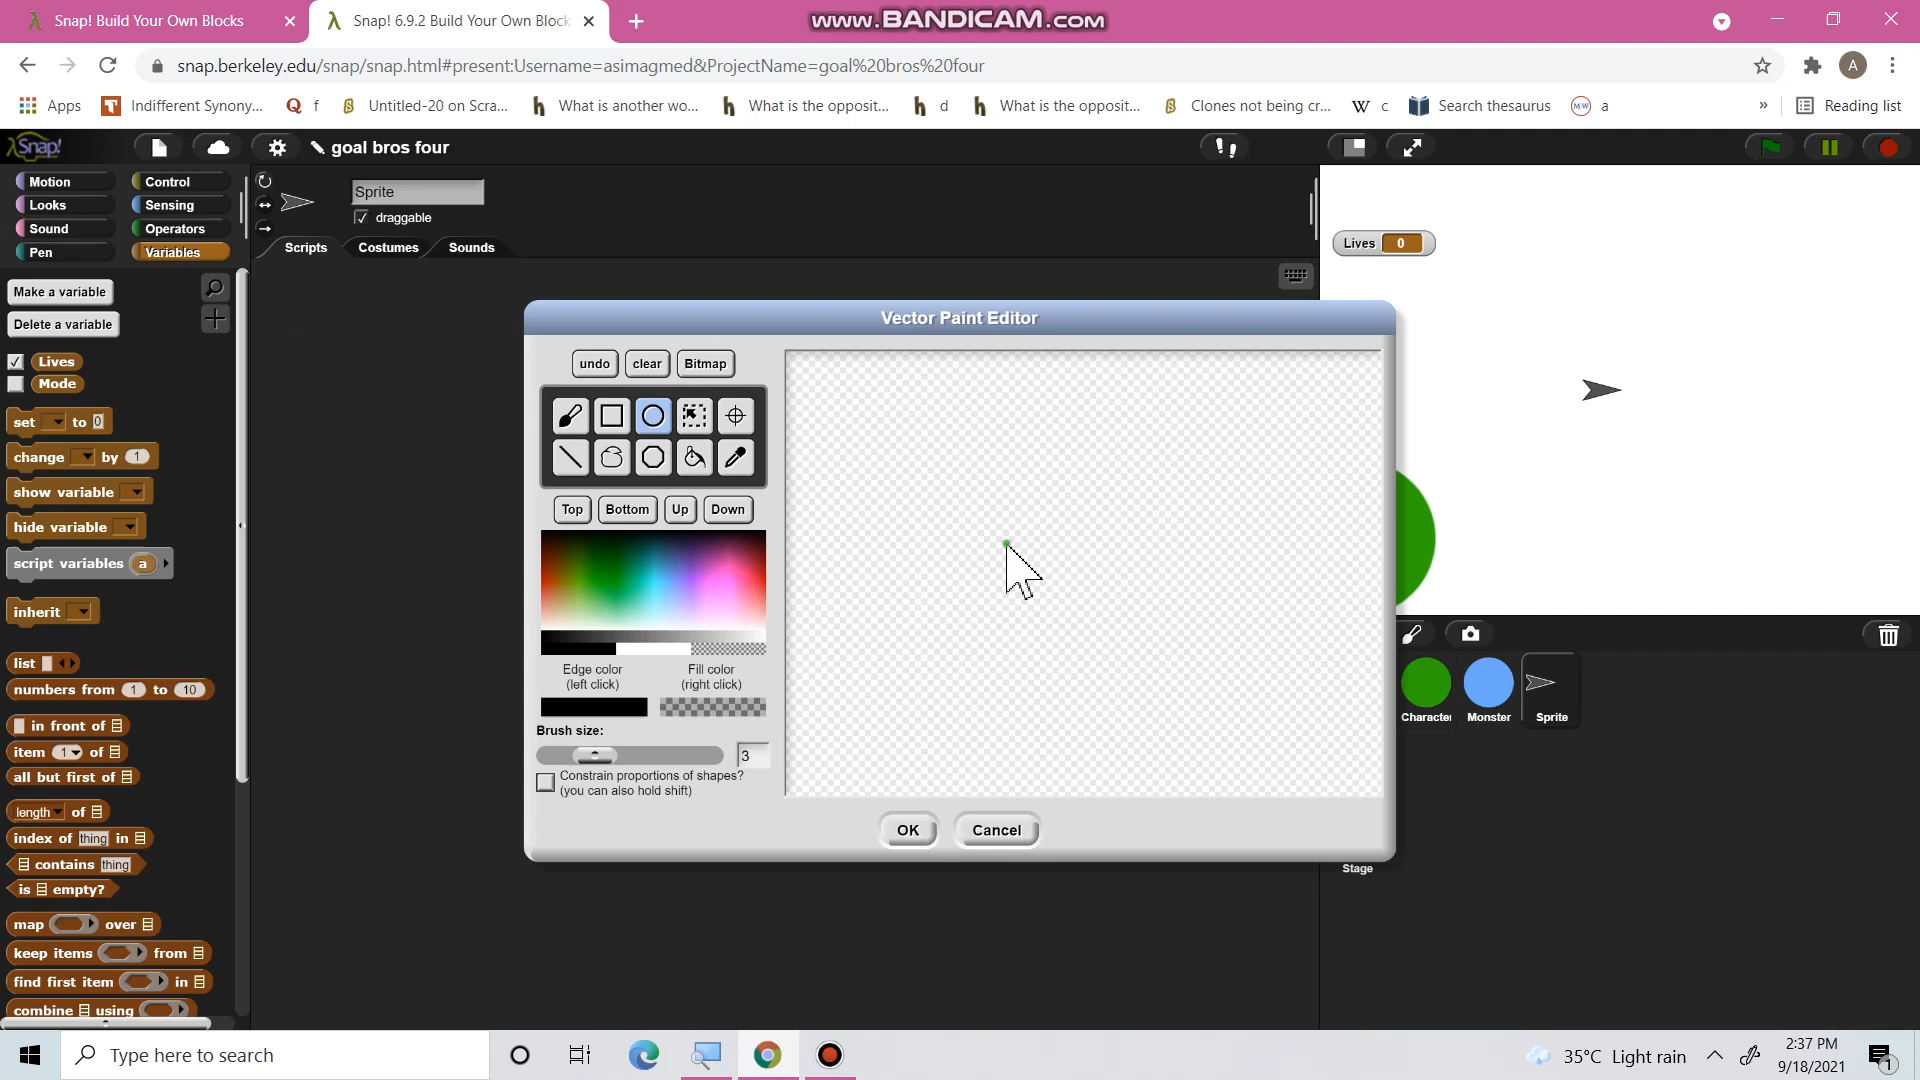 Snap! Build Your Own Blocks
Snap! 6.9.2 Build Your Own Block
www.BANDICAM.com
snap.berkeley.edu/snap/snap.html#present:Username=asimagmed&ProjectName=goal%20bros%20four
A
Apps
Indifferent Synony...
f
Untitled-20 on Scra...
What is another wo...
What is the opposit...
d
What is the opposit...
Clones not being cr...
c
Search thesaurus
a
»
Reading list
Snap!
goal bros four
Motion
Control
Looks
Sensing
Sound
Operators
Pen
Variables
Sprite
draggable
Scripts
Costumes
Sounds
Make a variable
Delete a variable
Lives
Mode
set to 0
change by 1
show variable
hide variable
script variables a
inherit
list
numbers from 1 to 10
in front of
item 1 of
all but first of
length of
index of thing in
contains thing
is empty?
map over
keep items from
find first item in
combine using
Vector Paint Editor
undo
clear
Bitmap
Top
Bottom
Up
Down
Edge color
(left click)
Fill color
(right click)
Brush size:
3
Constrain proportions of shapes?
(you can also hold shift)
OK
Cancel
Lives 0
Character
Monster
Sprite
Stage
Type here to search
35°C Light rain
2:37 PM
9/18/2021
1